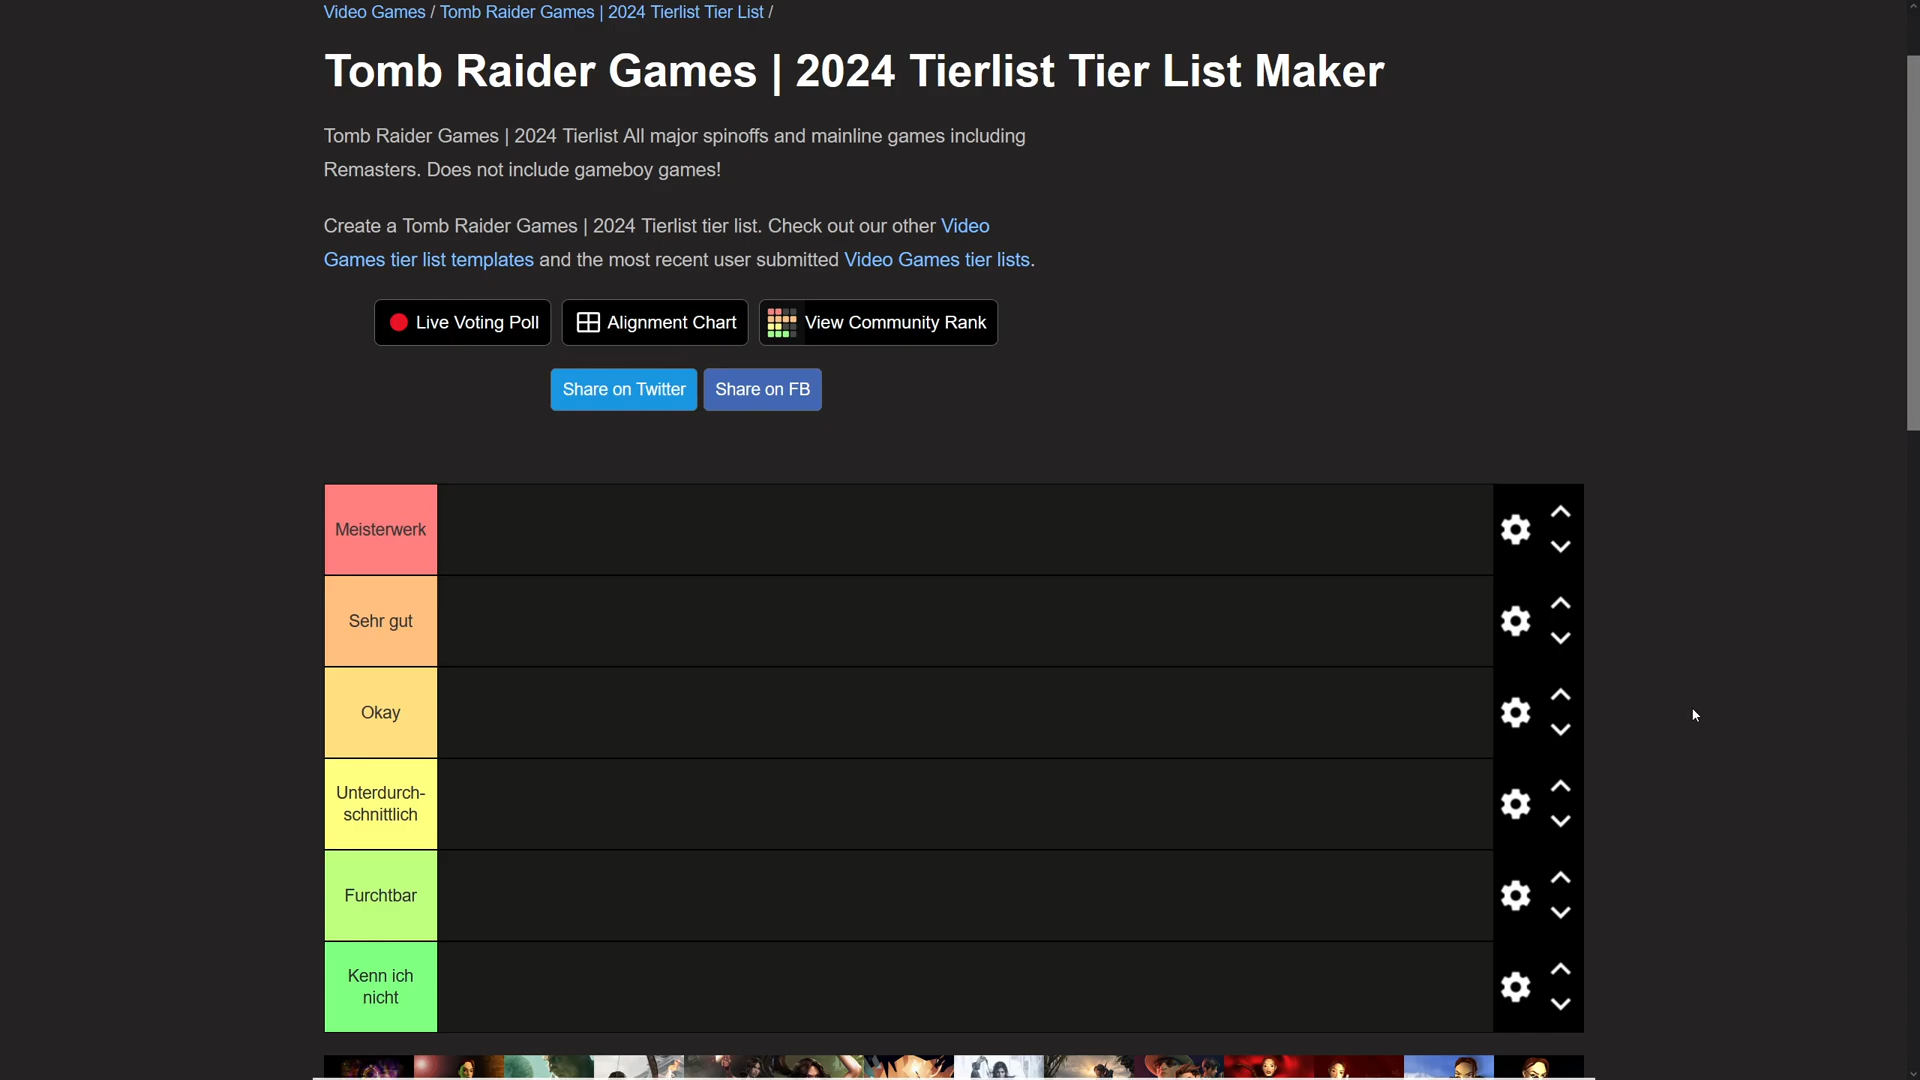 Video Games / Tomb Raider Games | 2024 Tierlist Tier List /
Tomb Raider Games | 2024 Tierlist Tier List Maker
Tomb Raider Games | 2024 Tierlist All major spinoffs and mainline games including
Remasters. Does not include gameboy games!
Create a Tomb Raider Games | 2024 Tierlist tier list. Check out our other Video
Games tier list templates and the most recent user submitted Video Games tier lists.
Live Voting Poll
Alignment Chart
View Community Rank
Share on Twitter
Share on FB
Meisterwerk
Sehr gut
Okay
Unterdurch-
schnittlich
Furchtbar
Kenn ich
nicht